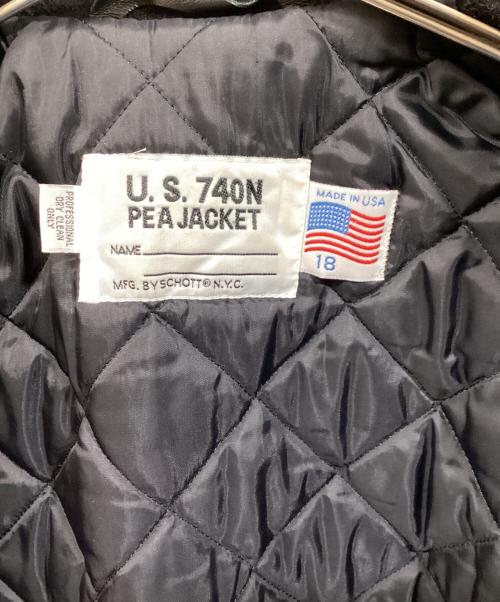 PROFESSIONAL
DRY CLEAN
ONLY
U. S. 740N
PEA JACKET
NAME
MFG. BY SCHOTT® N.Y.C.
MADE IN USA
18